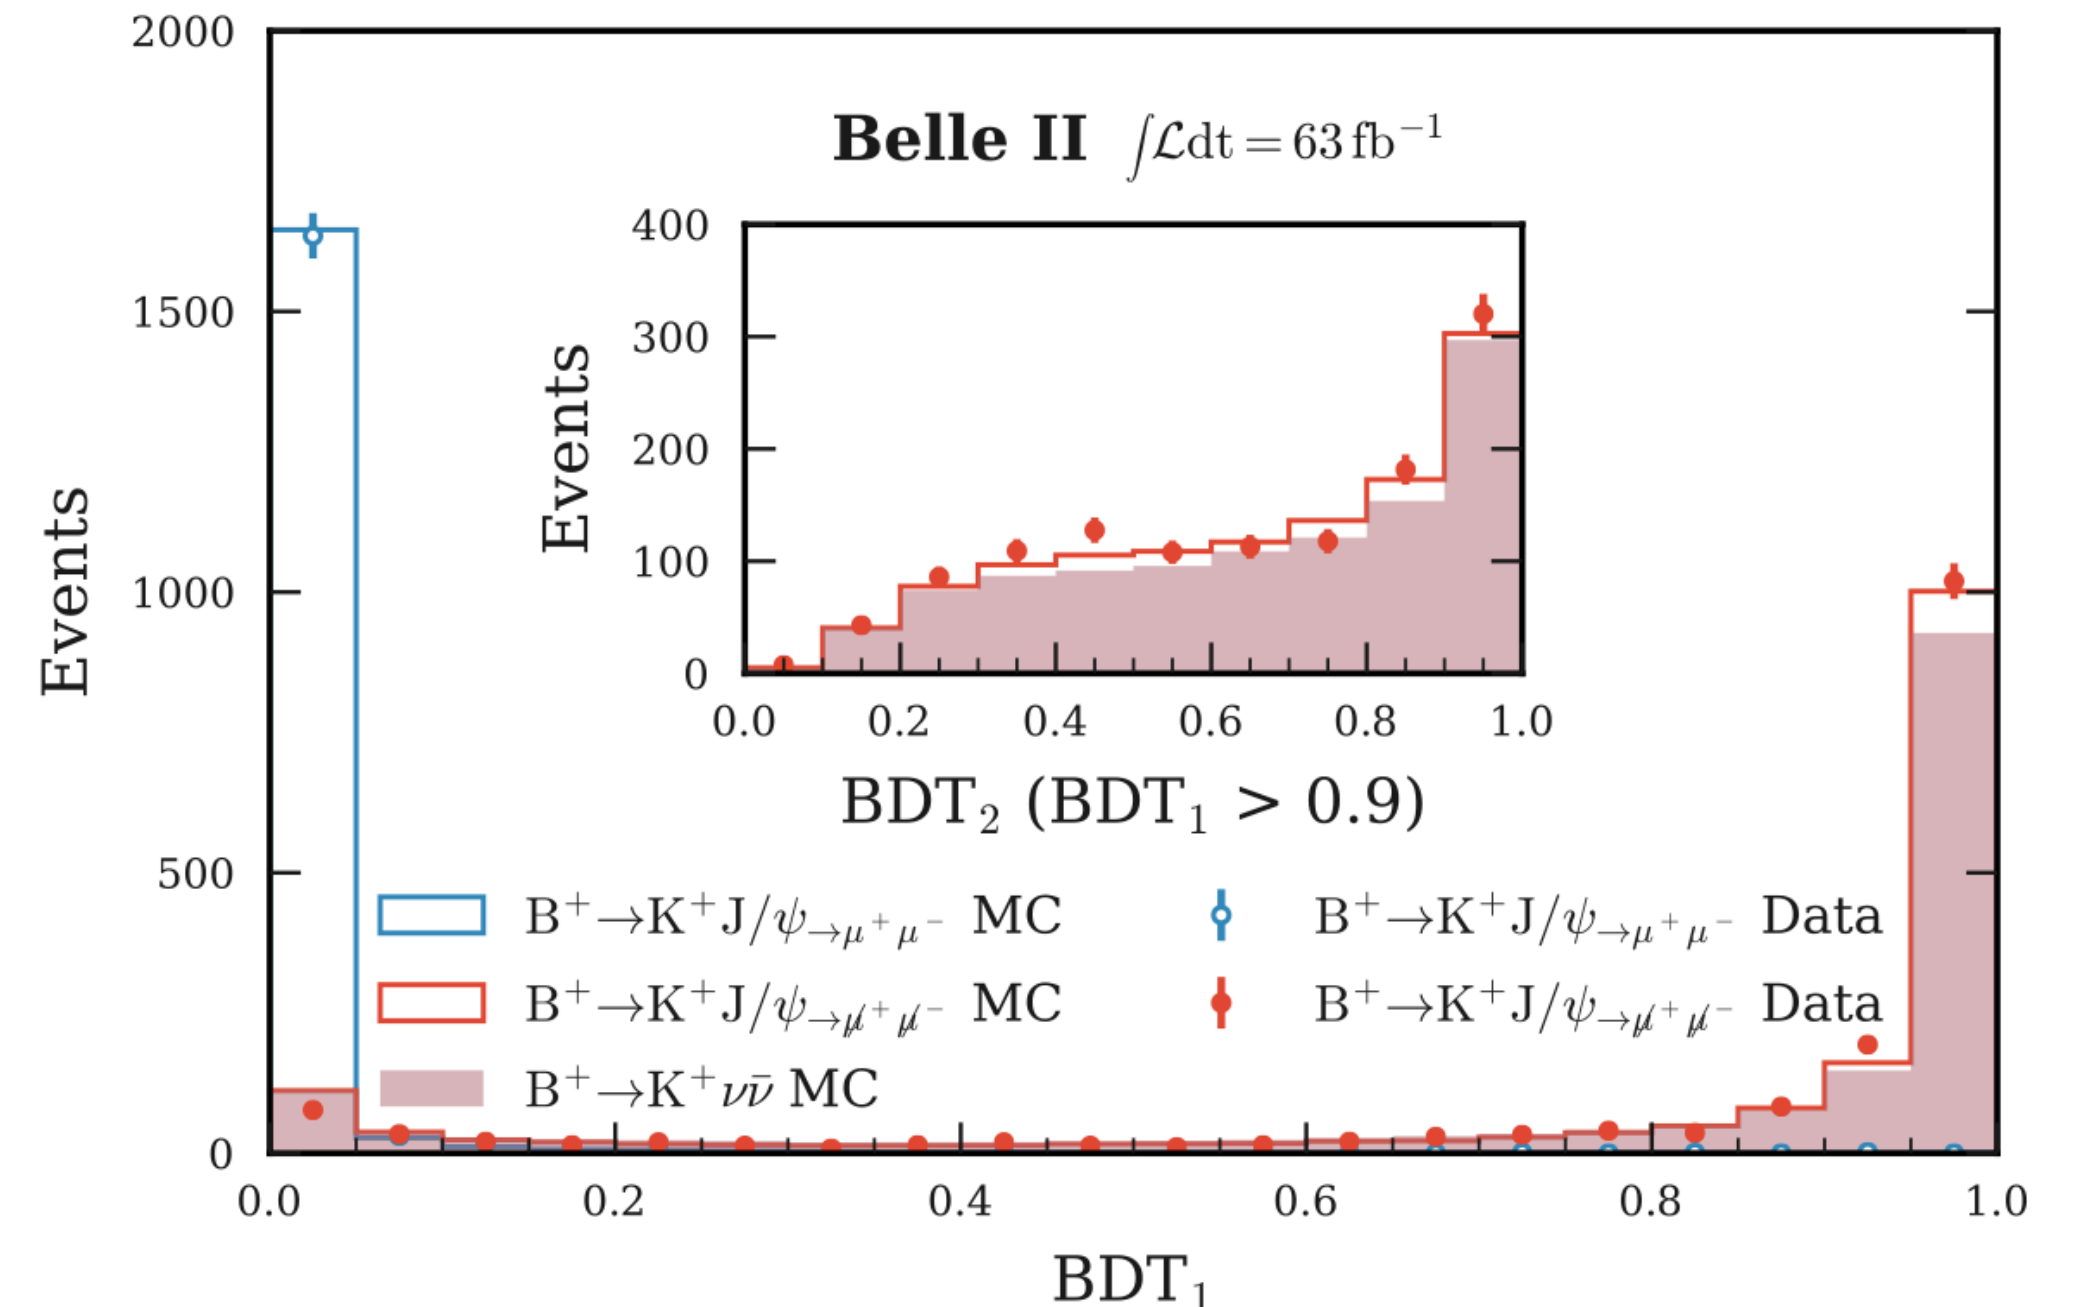 2000
Belle II ∫ℒdt = 63 fb⁻¹
400
1500
300
Events
200
Events
100
1000
0
0.0 0.2 0.4 0.6 0.8 1.0
BDT₂ (BDT₁ > 0.9)
500
B⁺→K⁺J/ψ→μ⁺μ⁻ MC
B⁺→K⁺J/ψ→μ⁺μ⁻ Data
B⁺→K⁺J/ψ→μ̸⁺μ̸⁻ MC
B⁺→K⁺J/ψ→μ̸⁺μ̸⁻ Data
B⁺→K⁺νν̄ MC
0
0.0 0.2 0.4 0.6 0.8 1.0
BDT₁